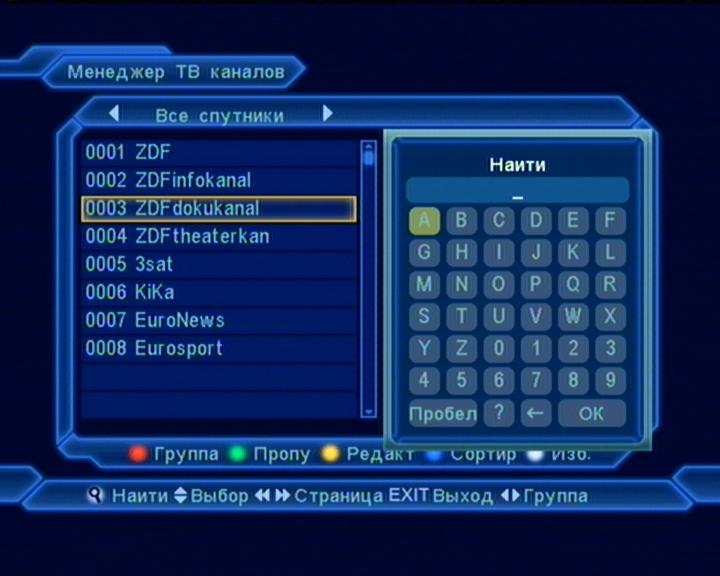 Менеджер ТВ каналов
Все спутники
0001 ZDF
0002 ZDFinfokanal
0003 ZDFdokukanal
0004 ZDFtheaterkan
0005 3sat
0006 KiKa
0007 EuroNews
0008 Eurosport
Наити
_
A B C D E F
G H I J K L
M N O P Q R
S T U V W X
Y Z 0 1 2 3
4 5 6 7 8 9
Пробел ? ← OK
Группа Пропу Редакт Сортир Изб.
Наити Выбор Страница EXIT Выход Группа